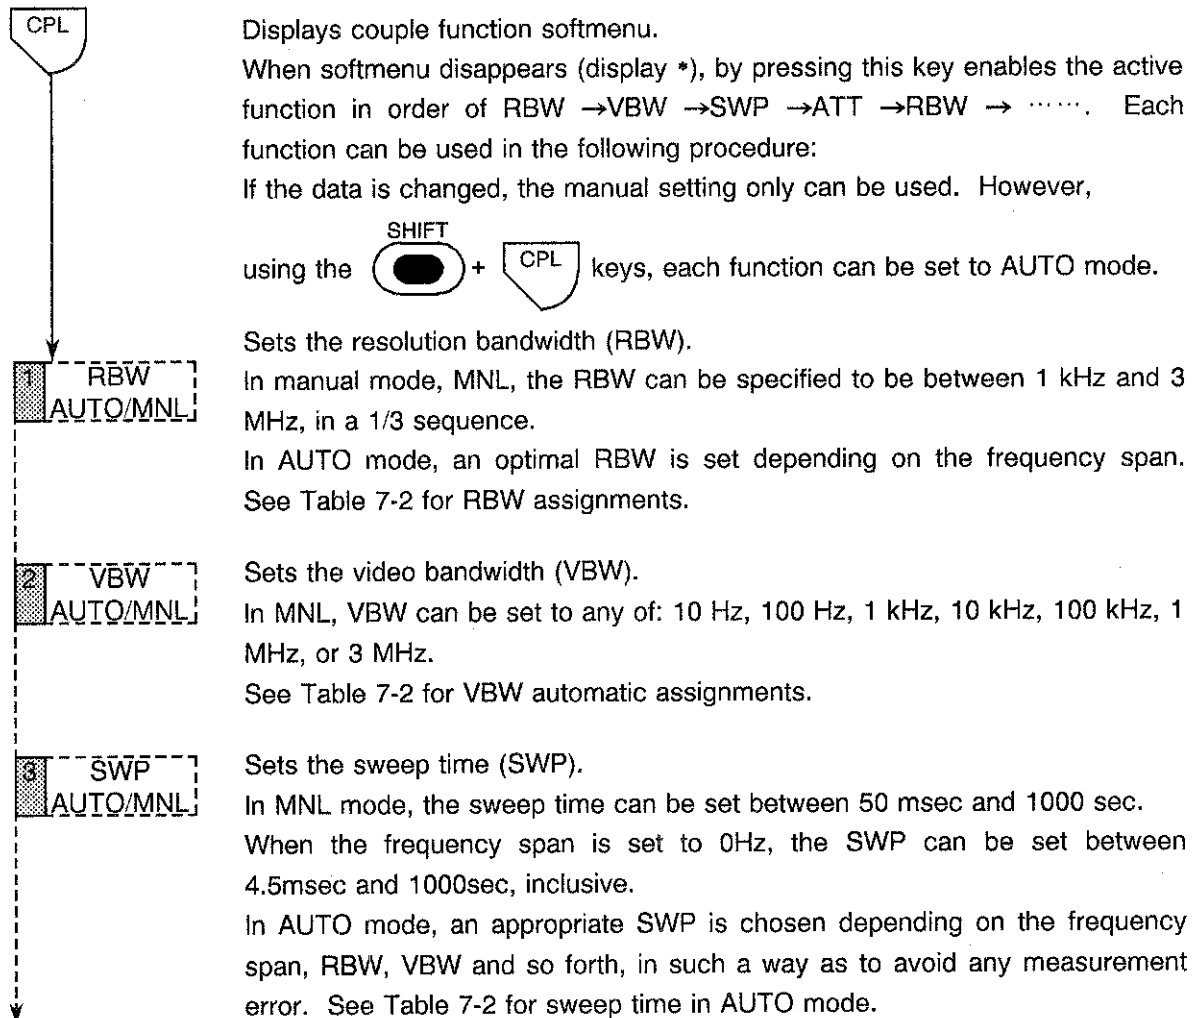 CPL
Displays couple function softmenu.
When softmenu disappears (display *), by pressing this key enables the active
function in order of RBW →VBW →SWP →ATT →RBW → ⋯⋯. Each
function can be used in the following procedure:
If the data is changed, the manual setting only can be used. However,
SHIFT
using the + CPL keys, each function can be set to AUTO mode.
Sets the resolution bandwidth (RBW).
1 RBW
AUTO/MNL
In manual mode, MNL, the RBW can be specified to be between 1 kHz and 3
MHz, in a 1/3 sequence.
In AUTO mode, an optimal RBW is set depending on the frequency span.
See Table 7-2 for RBW assignments.
2 VBW
AUTO/MNL
Sets the video bandwidth (VBW).
In MNL, VBW can be set to any of: 10 Hz, 100 Hz, 1 kHz, 10 kHz, 100 kHz, 1
MHz, or 3 MHz.
See Table 7-2 for VBW automatic assignments.
3 SWP
AUTO/MNL
Sets the sweep time (SWP).
In MNL mode, the sweep time can be set between 50 msec and 1000 sec.
When the frequency span is set to 0Hz, the SWP can be set between
4.5msec and 1000sec, inclusive.
In AUTO mode, an appropriate SWP is chosen depending on the frequency
span, RBW, VBW and so forth, in such a way as to avoid any measurement
error. See Table 7-2 for sweep time in AUTO mode.